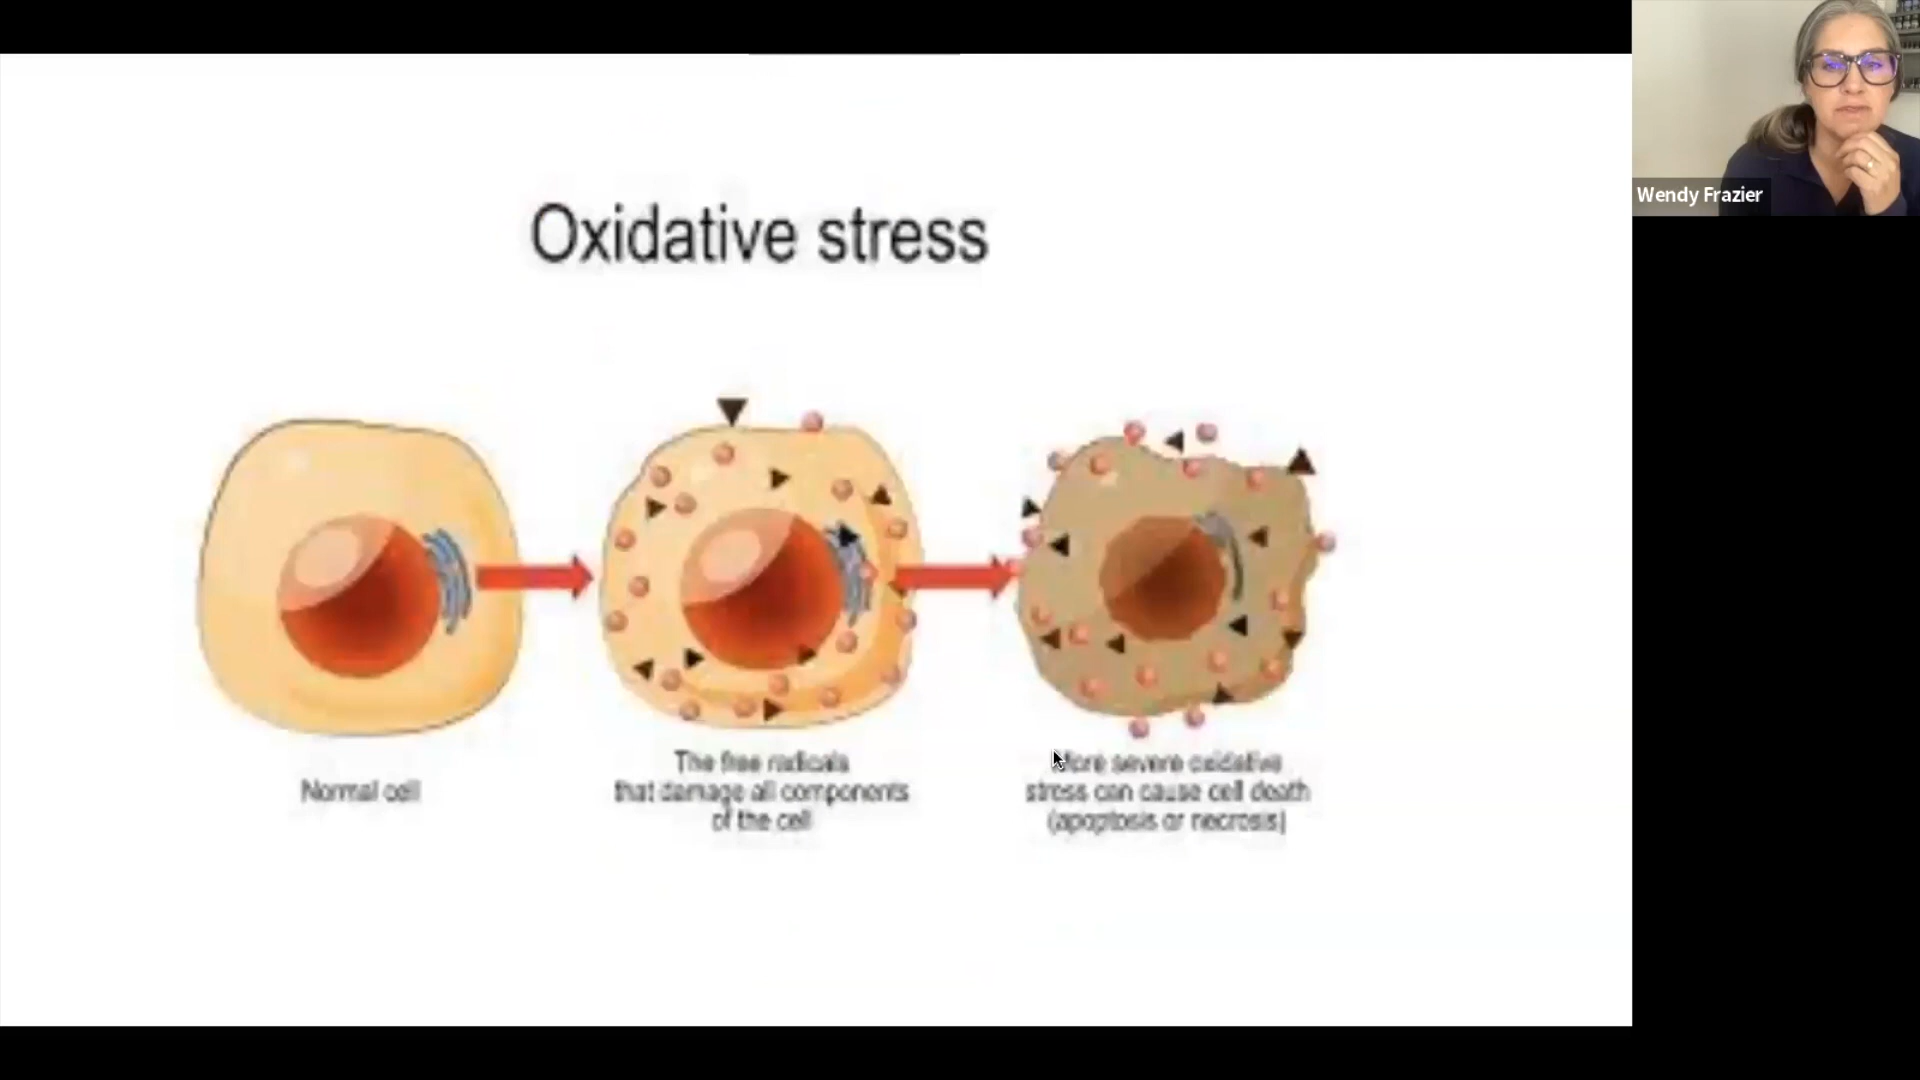 Oxidative stress
Normal cell
The free radicals
that damage all components
of the cell
More severe oxidative
stress can cause cell death
(apoptosis or necrosis)
Wendy Frazier